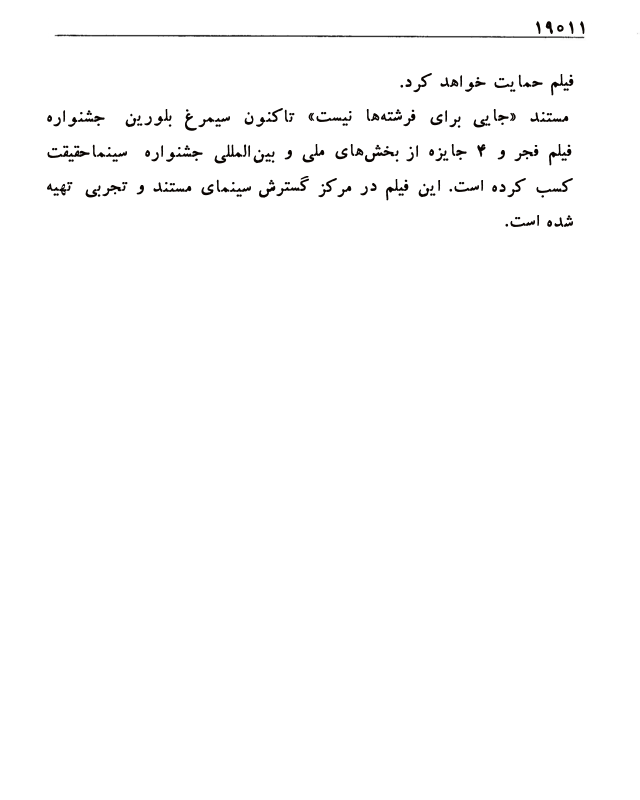 ۱۹۰۱۱
فیلم حمایت خواهد کرد.
مستند «جایی برای فرشته‌ها نیست» تاکنون سیمرغ بلورین جشنواره
فیلم فجر و ۴ جایزه از بخش‌های ملی و بین‌المللی جشنواره سینماحقیقت
کسب کرده است. این فیلم در مرکز گسترش سینمای مستند و تجربی تهیه
شده است.